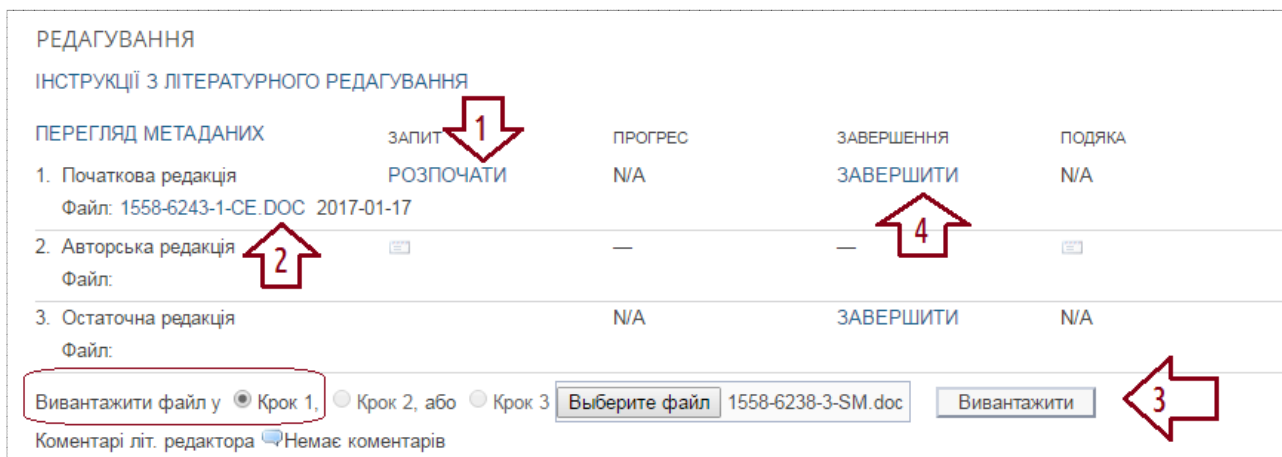 РЕДАГУВАННЯ
ІНСТРУКЦІЇ З ЛІТЕРАТУРНОГО РЕДАГУВАННЯ
ПЕРЕГЛЯД МЕТАДАНИХ ЗАПИТ 1 ПРОГРЕС ЗАВЕРШЕННЯ ПОДЯКА
1. Початкова редакція РОЗПОЧАТИ N/A ЗАВЕРШИТИ N/A
Файл: 1558-6243-1-CE.DOC 2017-01-17
2. Авторська редакція 2 — — 4
Файл:
3. Остаточна редакція N/A ЗАВЕРШИТИ N/A
Файл:
Вивантажити файл у Крок 1, Крок 2, або Крок 3 Выберите файл 1558-6238-3-SM.doc Вивантажити 3
Коментарі літ. редактора Немає коментарів